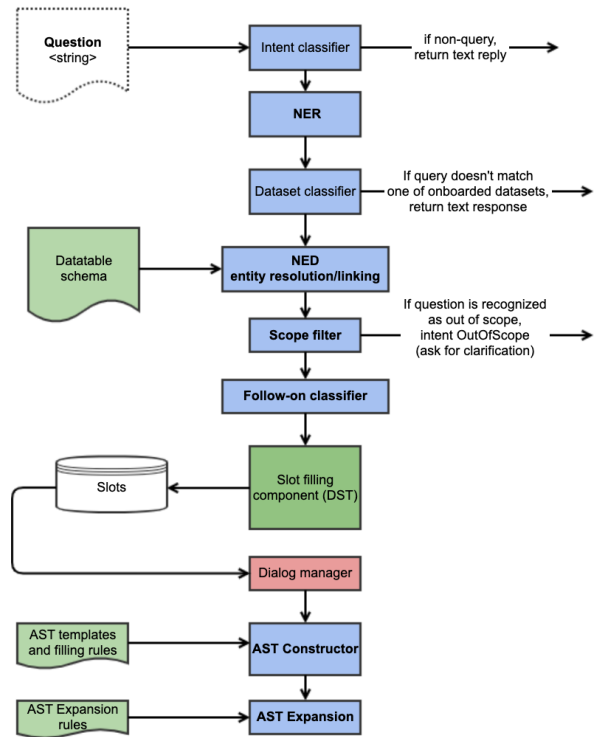 Question
<string>
Intent classifier
if non-query,
return text reply
NER
Dataset classifier
If query doesn't match
one of onboarded datasets,
return text response
Datatable
schema
NED
entity resolution/linking
Scope filter
If question is recognized
as out of scope,
intent OutOfScope
(ask for clarification)
Follow-on classifier
Slots
Slot filling
component (DST)
Dialog manager
AST templates
and filling rules
AST Constructor
AST Expansion
rules
AST Expansion